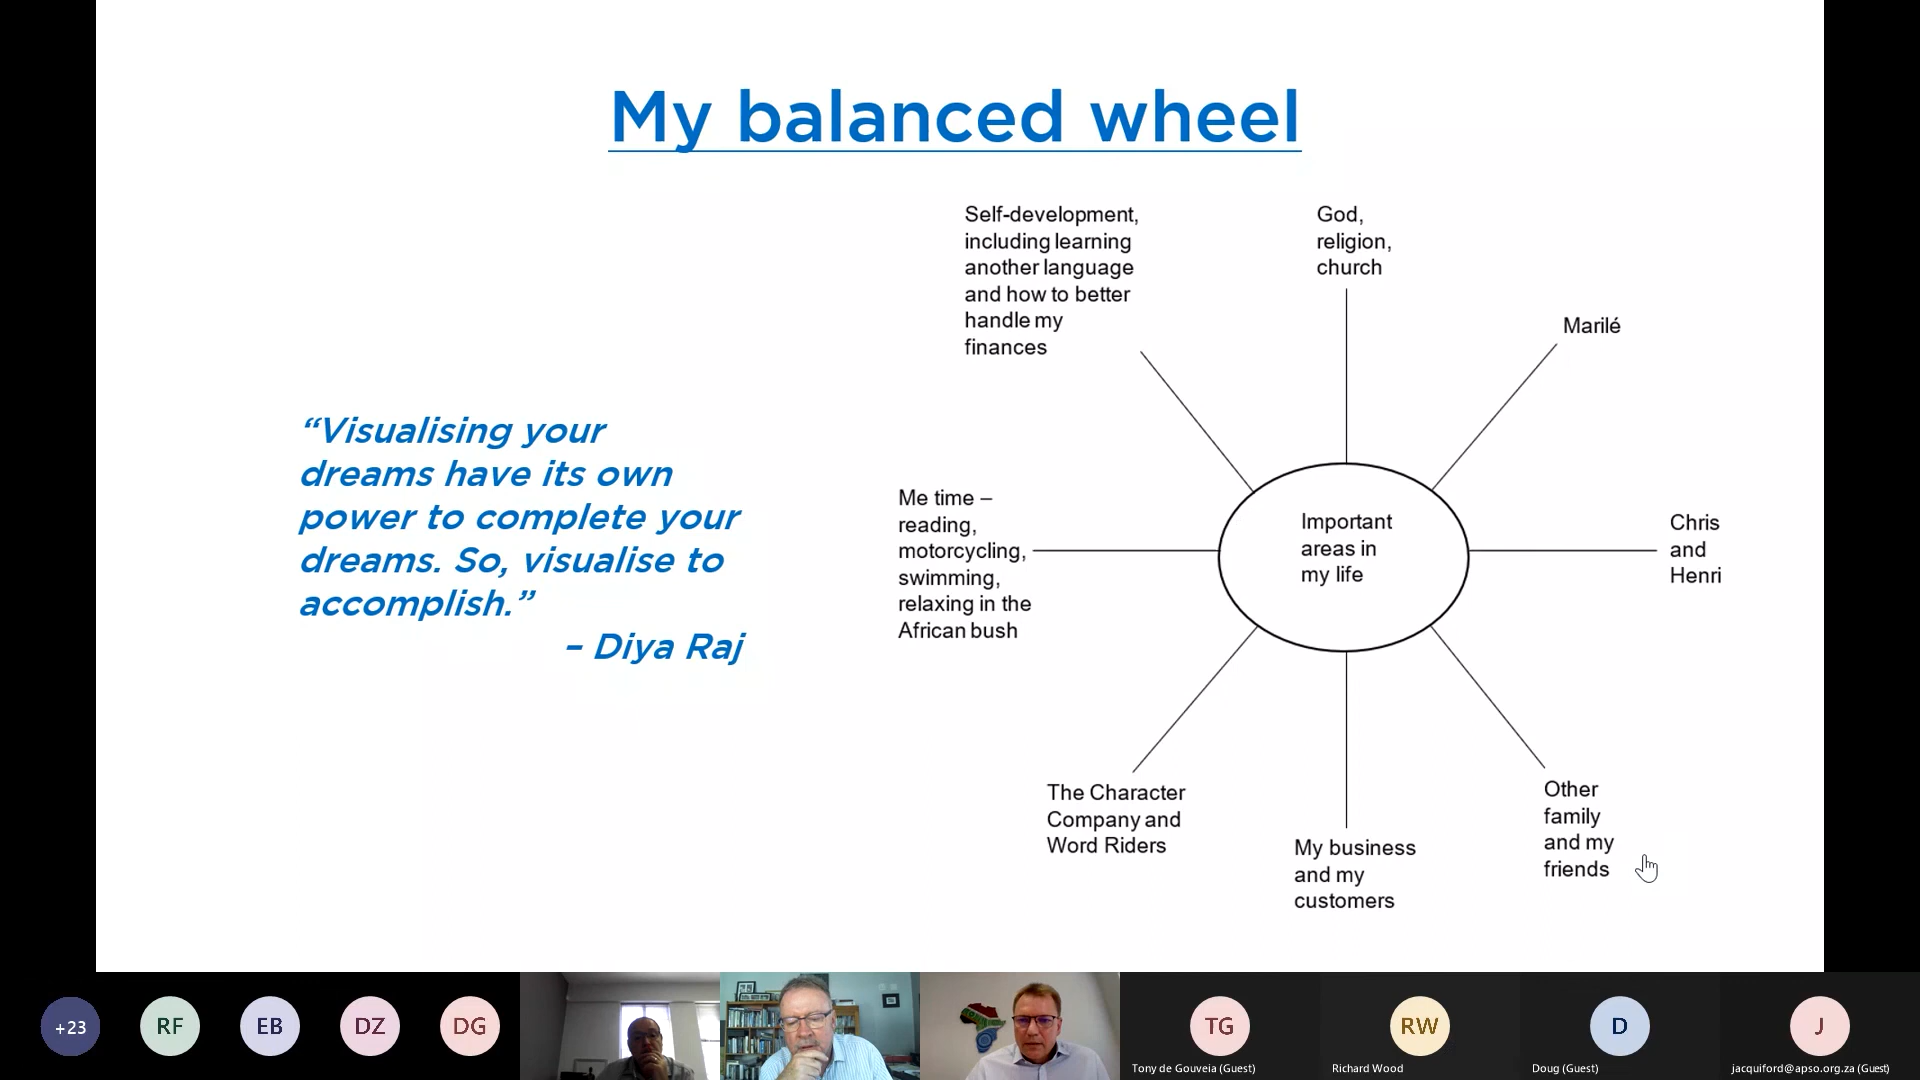 My balanced wheel
“Visualising your
dreams have its own
power to complete your
dreams. So, visualise to
accomplish.”
– Diya Raj
Self-development,
including learning
another language
and how to better
handle my
finances
God,
religion,
church
Marilé
Me time –
reading,
motorcycling,
swimming,
relaxing in the
African bush
Important
areas in
my life
Chris
and
Henri
The Character
Company and
Word Riders
My business
and my
customers
Other
family
and my
friends
+23
RF
EB
DZ
DG
TG
RW
D
J
Tony de Gouveia (Guest)
Richard Wood
Doug (Guest)
jacquiford@apso.org.za (Guest)